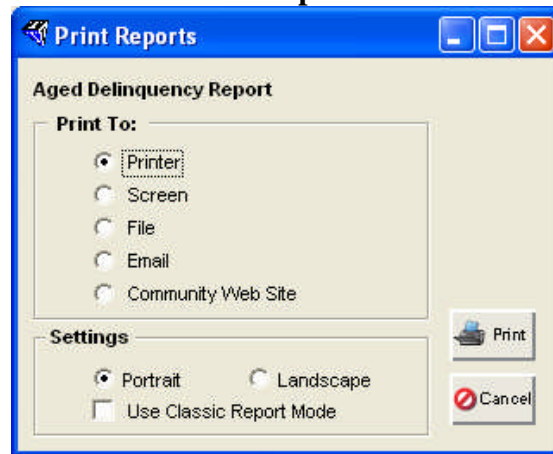 Print Reports
Aged Delinquency Report
Print To:
Printer
Screen
File
Email
Community Web Site
Settings
Portrait Landscape
Use Classic Report Mode
Print
Cancel